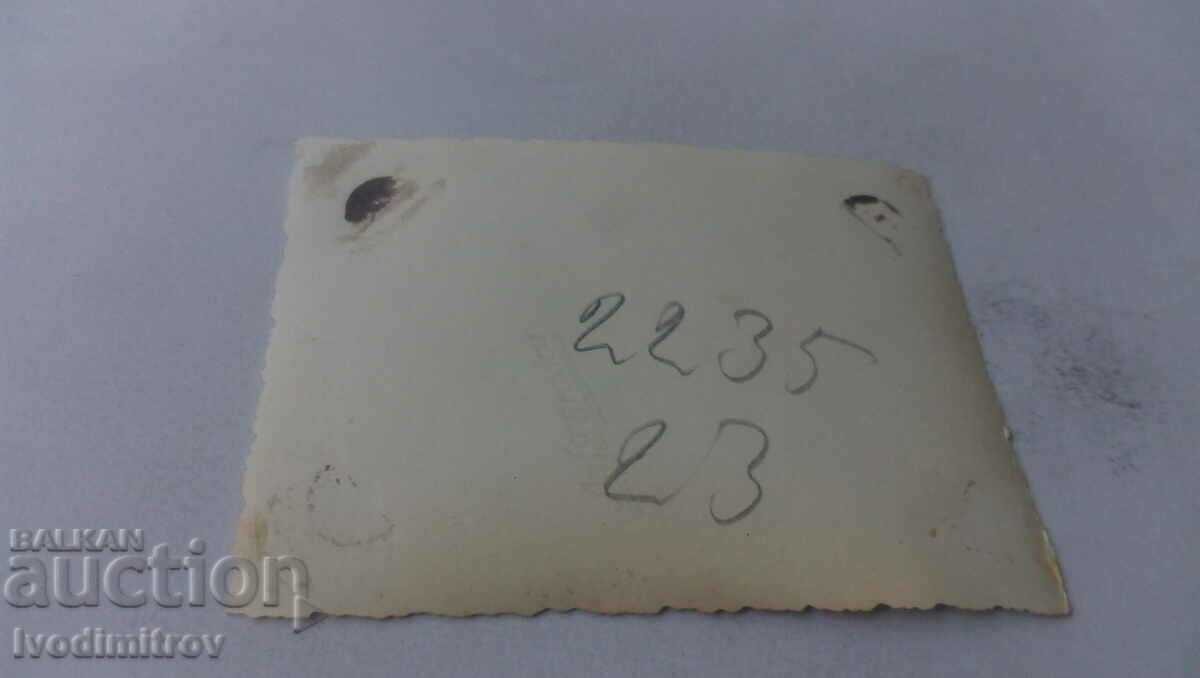 2235
23
BALKAN
auction
Ivodimitrov